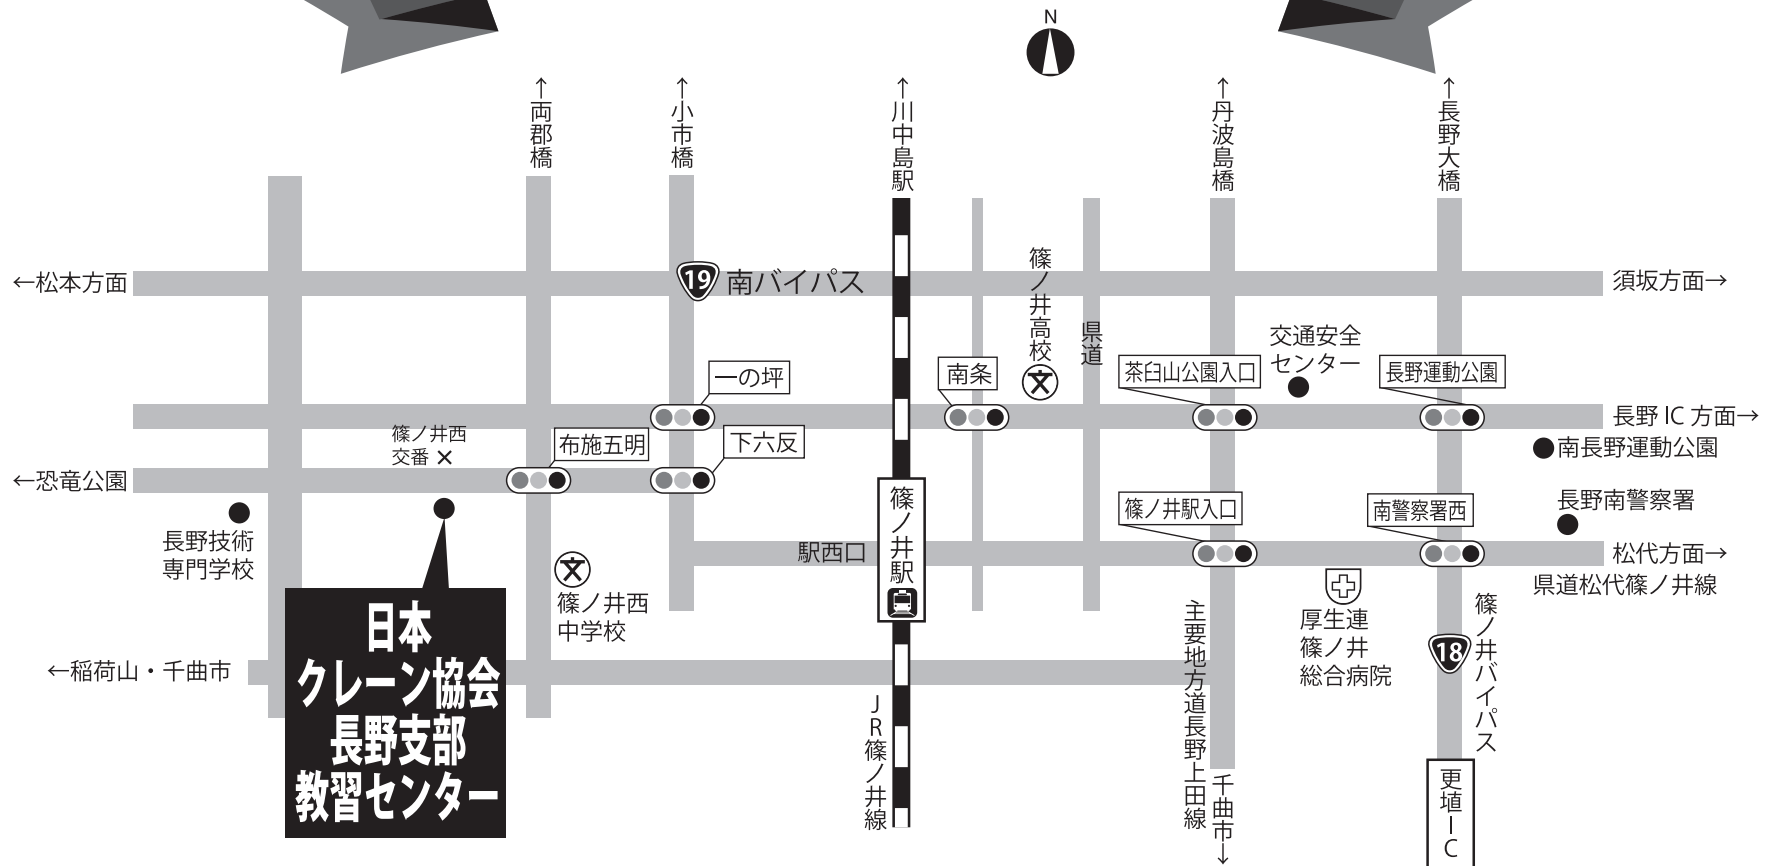 N
↑両郡橋
↑小市橋
↑川中島駅
↑丹波島橋
↑長野大橋
←松本方面
19
南バイパス
篠ノ井高校
県道
須坂方面→
交通安全
センター
一の坪
南条
茶臼山公園入口
長野運動公園
長野IC 方面→
篠ノ井西
交番
布施五明
下六反
南長野運動公園
←恐竜公園
篠ノ井駅
篠ノ井駅入口
南警察署西
長野南警察署
長野技術
専門学校
駅西口
松代方面→
県道松代篠ノ井線
篠ノ井西
中学校
厚生連
篠ノ井
総合病院
主要地方道長野上田線
18
篠ノ井バイパス
←稲荷山・千曲市
日本
クレーン協会
長野支部
教習センター
JR篠ノ井線
千曲市↓
更埴IC